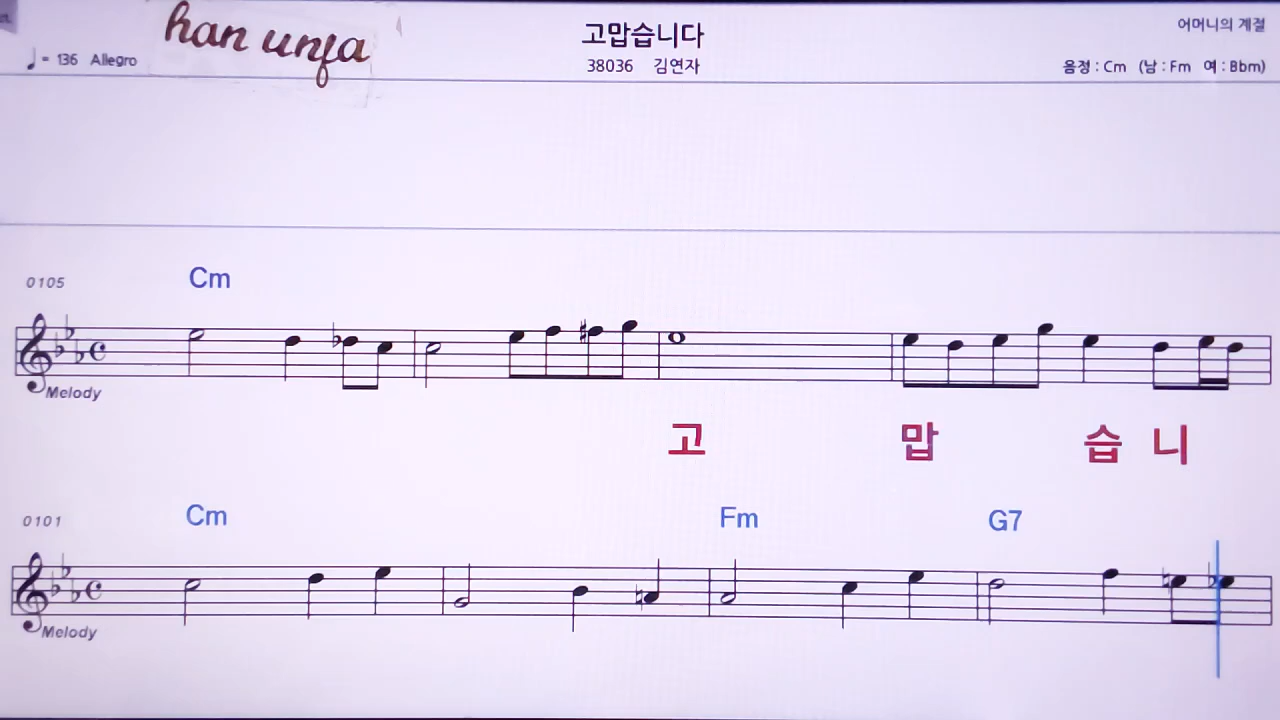 han unja
고맙습니다
어머니의 계절
♩= 136 Allegro
38036 김연자
음정 : Cm (남 : Fm 여 : Bbm)
0105
Cm
Melody
고 맙 습 니
0101
Cm Fm G7
Melody